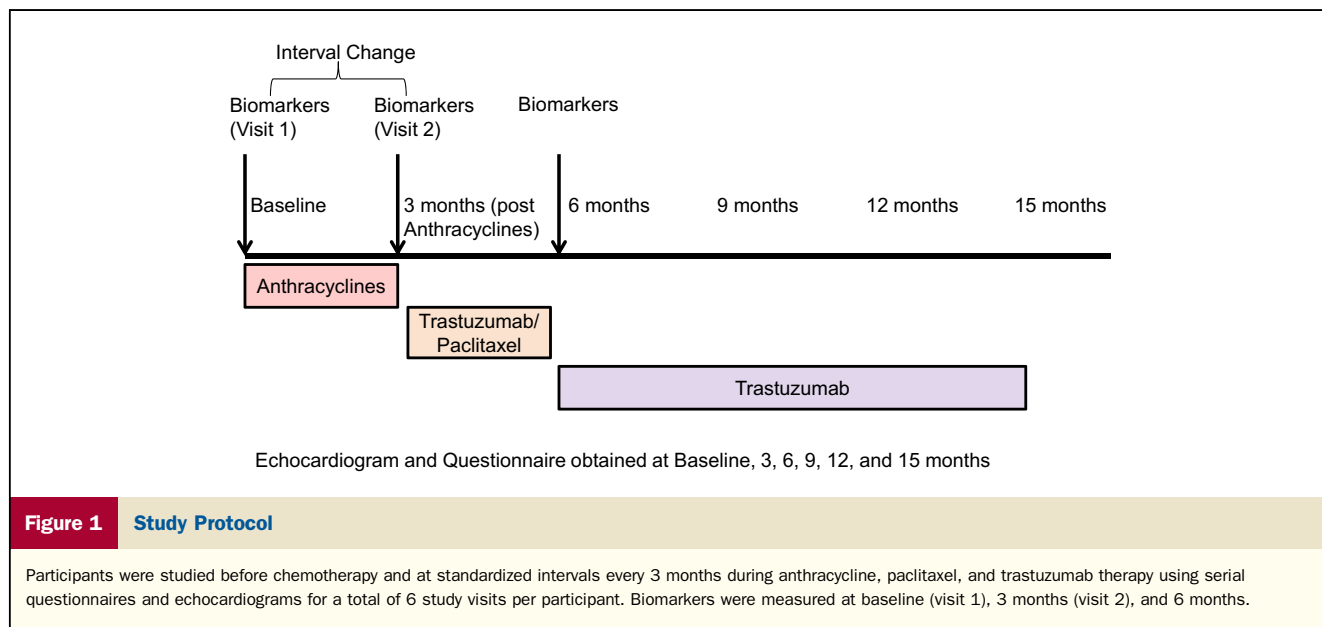 Interval Change
Biomarkers
(Visit 1)
Biomarkers
(Visit 2)
Biomarkers
Baseline
3 months (post
Anthracyclines)
6 months
9 months
12 months
15 months
Anthracyclines
Trastuzumab/
Paclitaxel
Trastuzumab
Echocardiogram and Questionnaire obtained at Baseline, 3, 6, 9, 12, and 15 months
Figure 1 Study Protocol
Participants were studied before chemotherapy and at standardized intervals every 3 months during anthracycline, paclitaxel, and trastuzumab therapy using serial
questionnaires and echocardiograms for a total of 6 study visits per participant. Biomarkers were measured at baseline (visit 1), 3 months (visit 2), and 6 months.